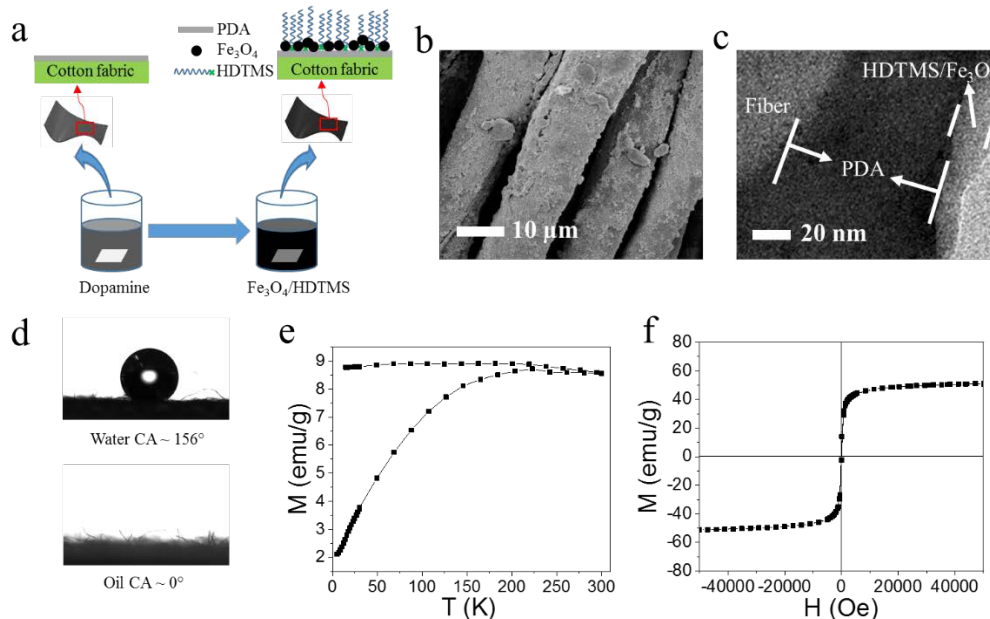 a
PDA
Fe₃O₄
HDTMS
Cotton fabric
Cotton fabric
Dopamine
Fe₃O₄/HDTMS
b
10 μm
c
HDTMS/Fe₃O
Fiber
PDA
20 nm
d
Water CA ~ 156°
Oil CA ~ 0°
e
M (emu/g)
9
8
7
6
5
4
3
2
0 50 100 150 200 250 300
T (K)
f
M (emu/g)
80
60
40
20
0
-20
-40
-60
-80
-40000 -20000 0 20000 40000
H (Oe)